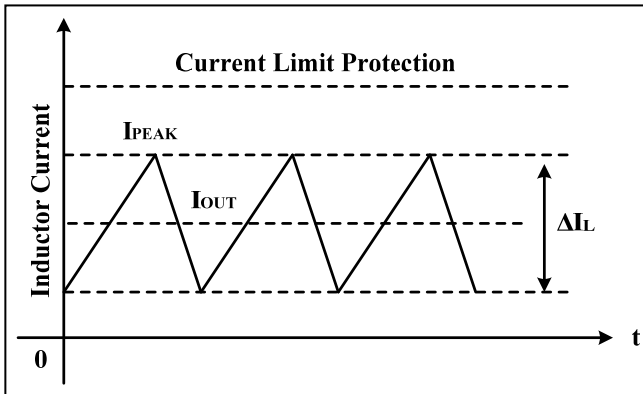 Current Limit Protection
IPEAK
IOUT
ΔIL
Inductor Current
0
t